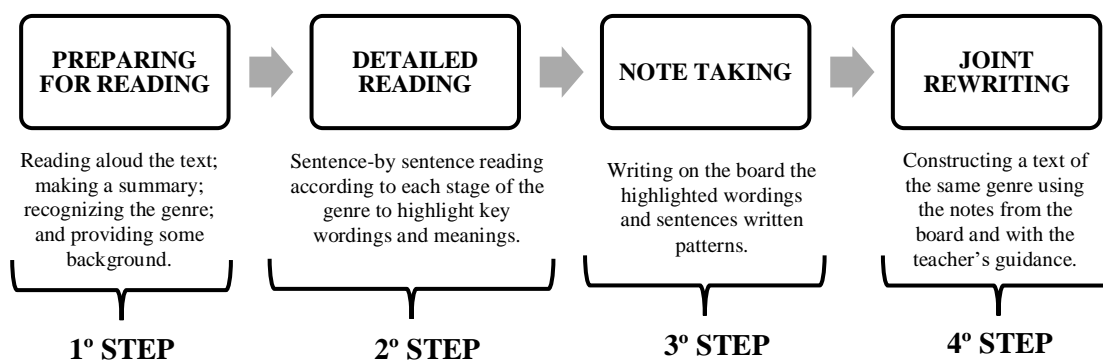 PREPARING
FOR READING
DETAILED
READING
NOTE TAKING
JOINT
REWRITING
Reading aloud the text;
making a summary;
recognizing the genre;
and providing some
background.
Sentence-by sentence reading
according to each stage of the
genre to highlight key
wordings and meanings.
Writing on the board the
highlighted wordings
and sentences written
patterns.
Constructing a text of
the same genre using
the notes from the
board and with the
teacher’s guidance.
1º STEP
2º STEP
3º STEP
4º STEP